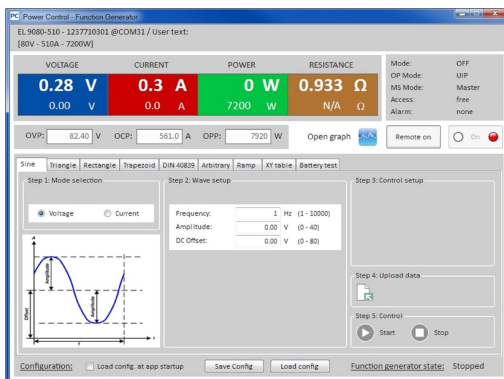 PC Power Control - Function Generator
EL 9080-510 - 1237710301 @COM31 / User text:
[80V - 510A - 7200W]
VOLTAGE CURRENT POWER RESISTANCE
0.28 V 0.3 A 0 W 0.933 Ω
0.00 V 0.0 A 7200 W N/A Ω
Mode: OFF
OP Mode: UIP
MS Mode: Master
Access: free
Alarm: none
OVP: 82.40 V OCP: 561.0 A OPP: 7920 W Open graph Remote on On
Sine Triangle Rectangle Trapezoid DIN 40839 Arbitrary Ramp XY table Battery test
Step 1: Mode selection
Voltage Current
Amplitude
Amplitude
Offset
Step 2: Wave setup
Frequency: 1 Hz (1 - 10000)
Amplitude: 0.00 V (0 - 40)
DC Offset: 0.00 V (0 - 80)
Step 3: Control setup
Step 4: Upload data
Step 5: Control
Start Stop
Configuration: Load config. at app startup Save Config Load config Function generator state: Stopped